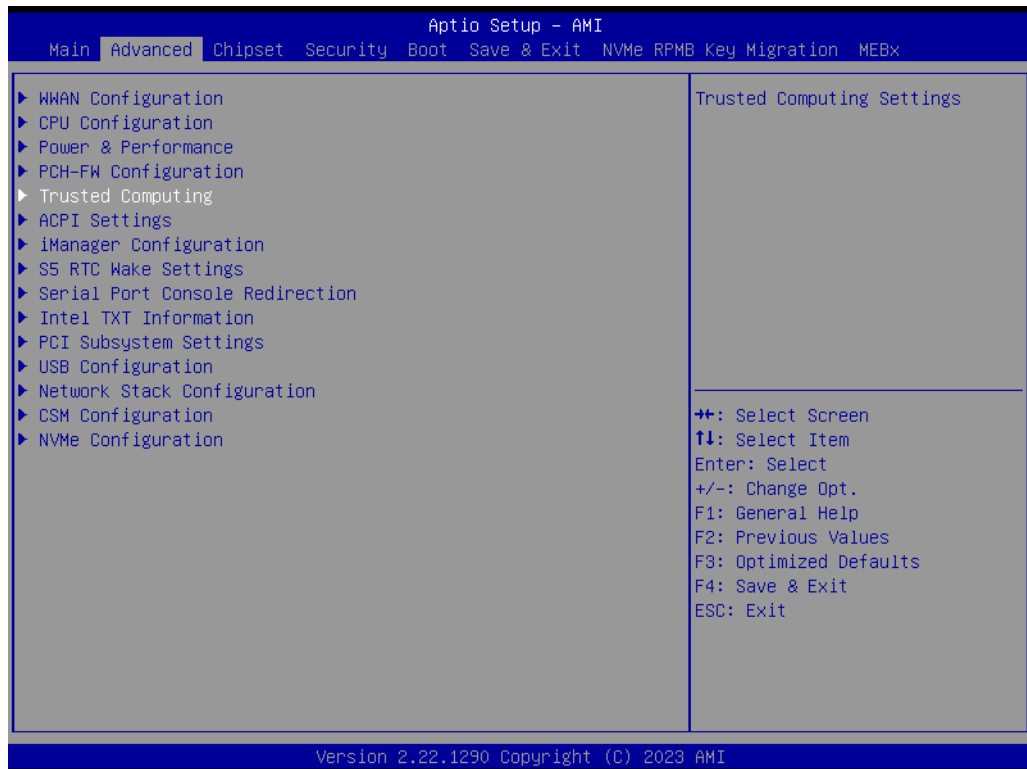 Aptio Setup – AMI
Main Advanced Chipset Security Boot Save & Exit NVMe RPMB Key Migration MEBx
WWAN Configuration
CPU Configuration
Power & Performance
PCH-FW Configuration
Trusted Computing
ACPI Settings
iManager Configuration
S5 RTC Wake Settings
Serial Port Console Redirection
Intel TXT Information
PCI Subsystem Settings
USB Configuration
Network Stack Configuration
CSM Configuration
NVMe Configuration
Trusted Computing Settings
→←: Select Screen
↑↓: Select Item
Enter: Select
+/-: Change Opt.
F1: General Help
F2: Previous Values
F3: Optimized Defaults
F4: Save & Exit
ESC: Exit
Version 2.22.1290 Copyright (C) 2023 AMI